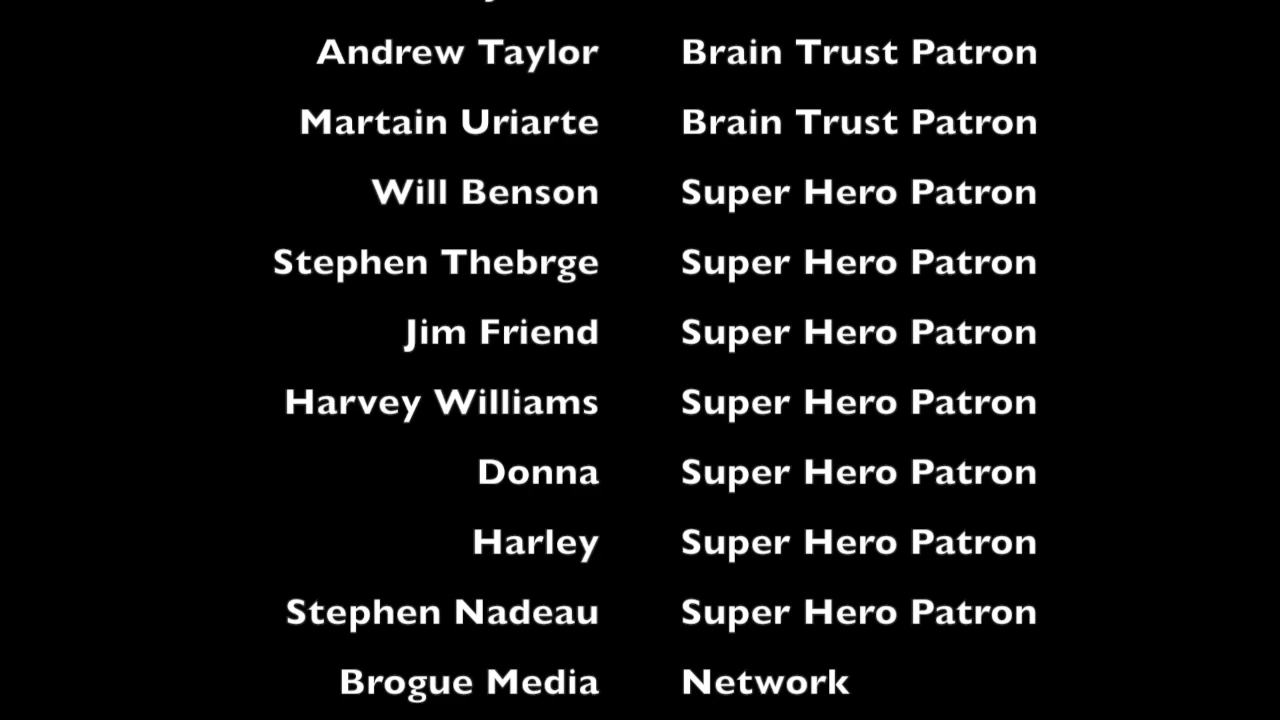 Andrew Taylor Brain Trust Patron
Martain Uriarte Brain Trust Patron
Will Benson Super Hero Patron
Stephen Thebrge Super Hero Patron
Jim Friend Super Hero Patron
Harvey Williams Super Hero Patron
Donna Super Hero Patron
Harley Super Hero Patron
Stephen Nadeau Super Hero Patron
Brogue Media Network